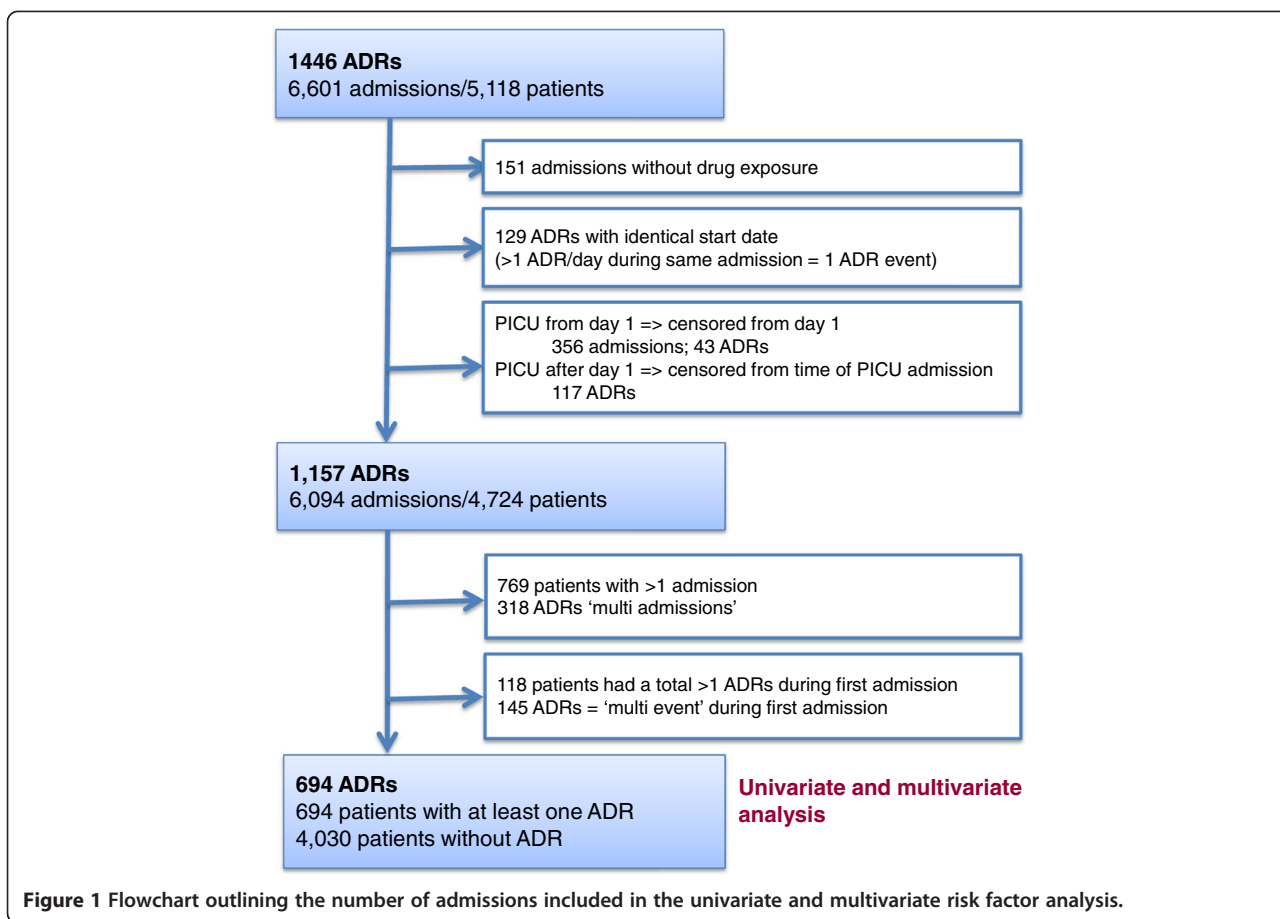 1446 ADRs
6,601 admissions/5,118 patients
151 admissions without drug exposure
129 ADRs with identical start date
(>1 ADR/day during same admission = 1 ADR event)
PICU from day 1 => censored from day 1
356 admissions; 43 ADRs
PICU after day 1 => censored from time of PICU admission
117 ADRs
1,157 ADRs
6,094 admissions/4,724 patients
769 patients with >1 admission
318 ADRs 'multi admissions'
118 patients had a total >1 ADRs during first admission
145 ADRs = 'multi event' during first admission
694 ADRs
694 patients with at least one ADR
4,030 patients without ADR
Univariate and multivariate
analysis
Figure 1 Flowchart outlining the number of admissions included in the univariate and multivariate risk factor analysis.